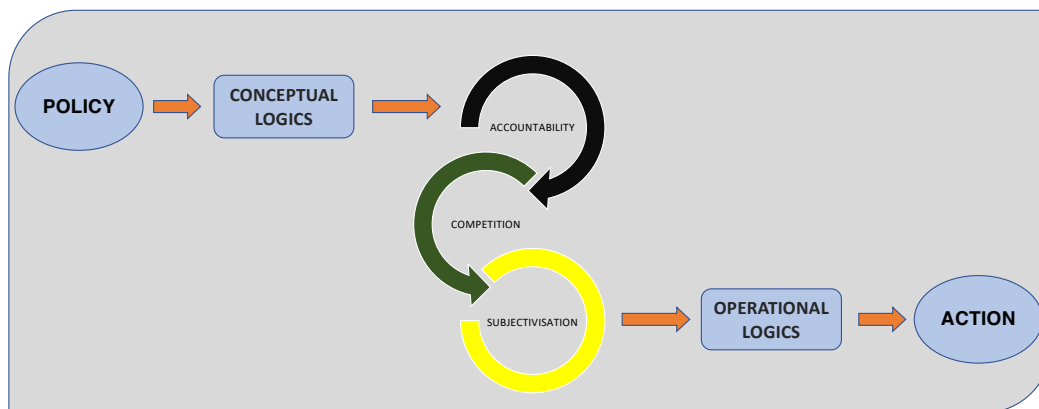 POLICY
CONCEPTUAL
LOGICS
ACCOUNTABILITY
COMPETITION
SUBJECTIVISATION
OPERATIONAL
LOGICS
ACTION